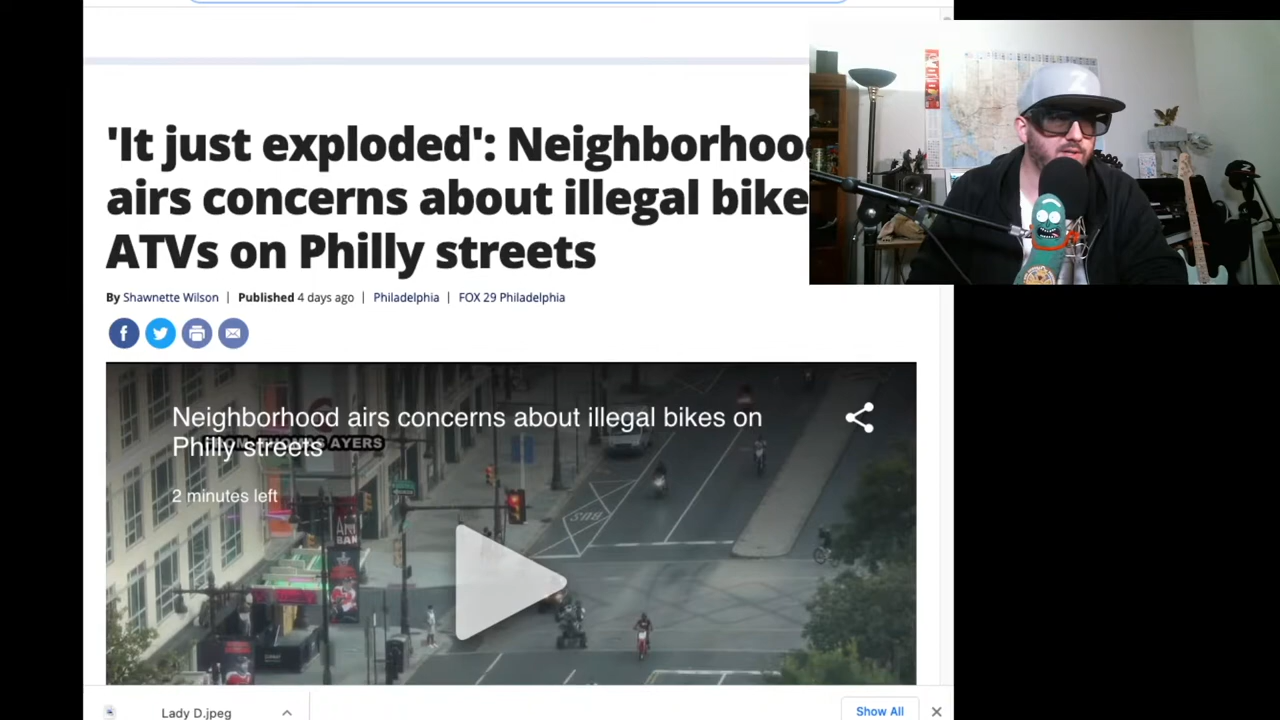 'It just exploded': Neighborhoo
airs concerns about illegal bike
ATVs on Philly streets
By Shawnette Wilson | Published 4 days ago | Philadelphia | FOX 29 Philadelphia
Neighborhood airs concerns about illegal bikes on
Philly streets
AYERS
2 minutes left
BUS
Lady D.jpeg
Show All